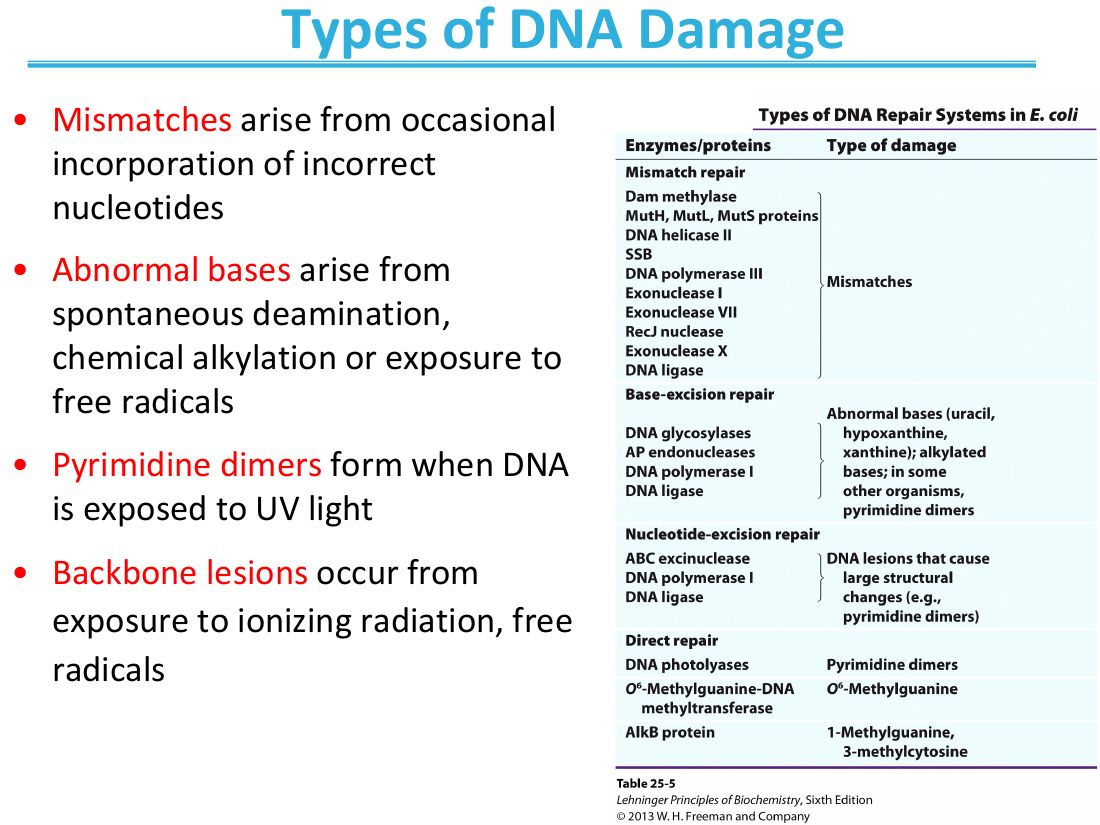 Types of DNA Damage
• Mismatches arise from occasional
incorporation of incorrect
nucleotides
• Abnormal bases arise from
spontaneous deamination,
chemical alkylation or exposure to
free radicals
• Pyrimidine dimers form when DNA
is exposed to UV light
• Backbone lesions occur from
exposure to ionizing radiation, free
radicals
Types of DNA Repair Systems in E. coli
Enzymes/proteins Type of damage
Mismatch repair
Dam methylase
MutH, MutL, MutS proteins
DNA helicase II
SSB
DNA polymerase III
Mismatches
Exonuclease I
Exonuclease VII
RecJ nuclease
Exonuclease X
DNA ligase
Base-excision repair
Abnormal bases (uracil,
DNA glycosylases hypoxanthine,
AP endonucleases xanthine); alkylated
DNA polymerase I bases; in some
DNA ligase other organisms,
pyrimidine dimers
Nucleotide-excision repair
ABC excinuclease DNA lesions that cause
DNA polymerase I large structural
DNA ligase changes (e.g.,
pyrimidine dimers)
Direct repair
DNA photolyases Pyrimidine dimers
O⁶-Methylguanine-DNA O⁶-Methylguanine
methyltransferase
AlkB protein 1-Methylguanine,
3-methylcytosine
Table 25-5
Lehninger Principles of Biochemistry, Sixth Edition
© 2013 W. H. Freeman and Company